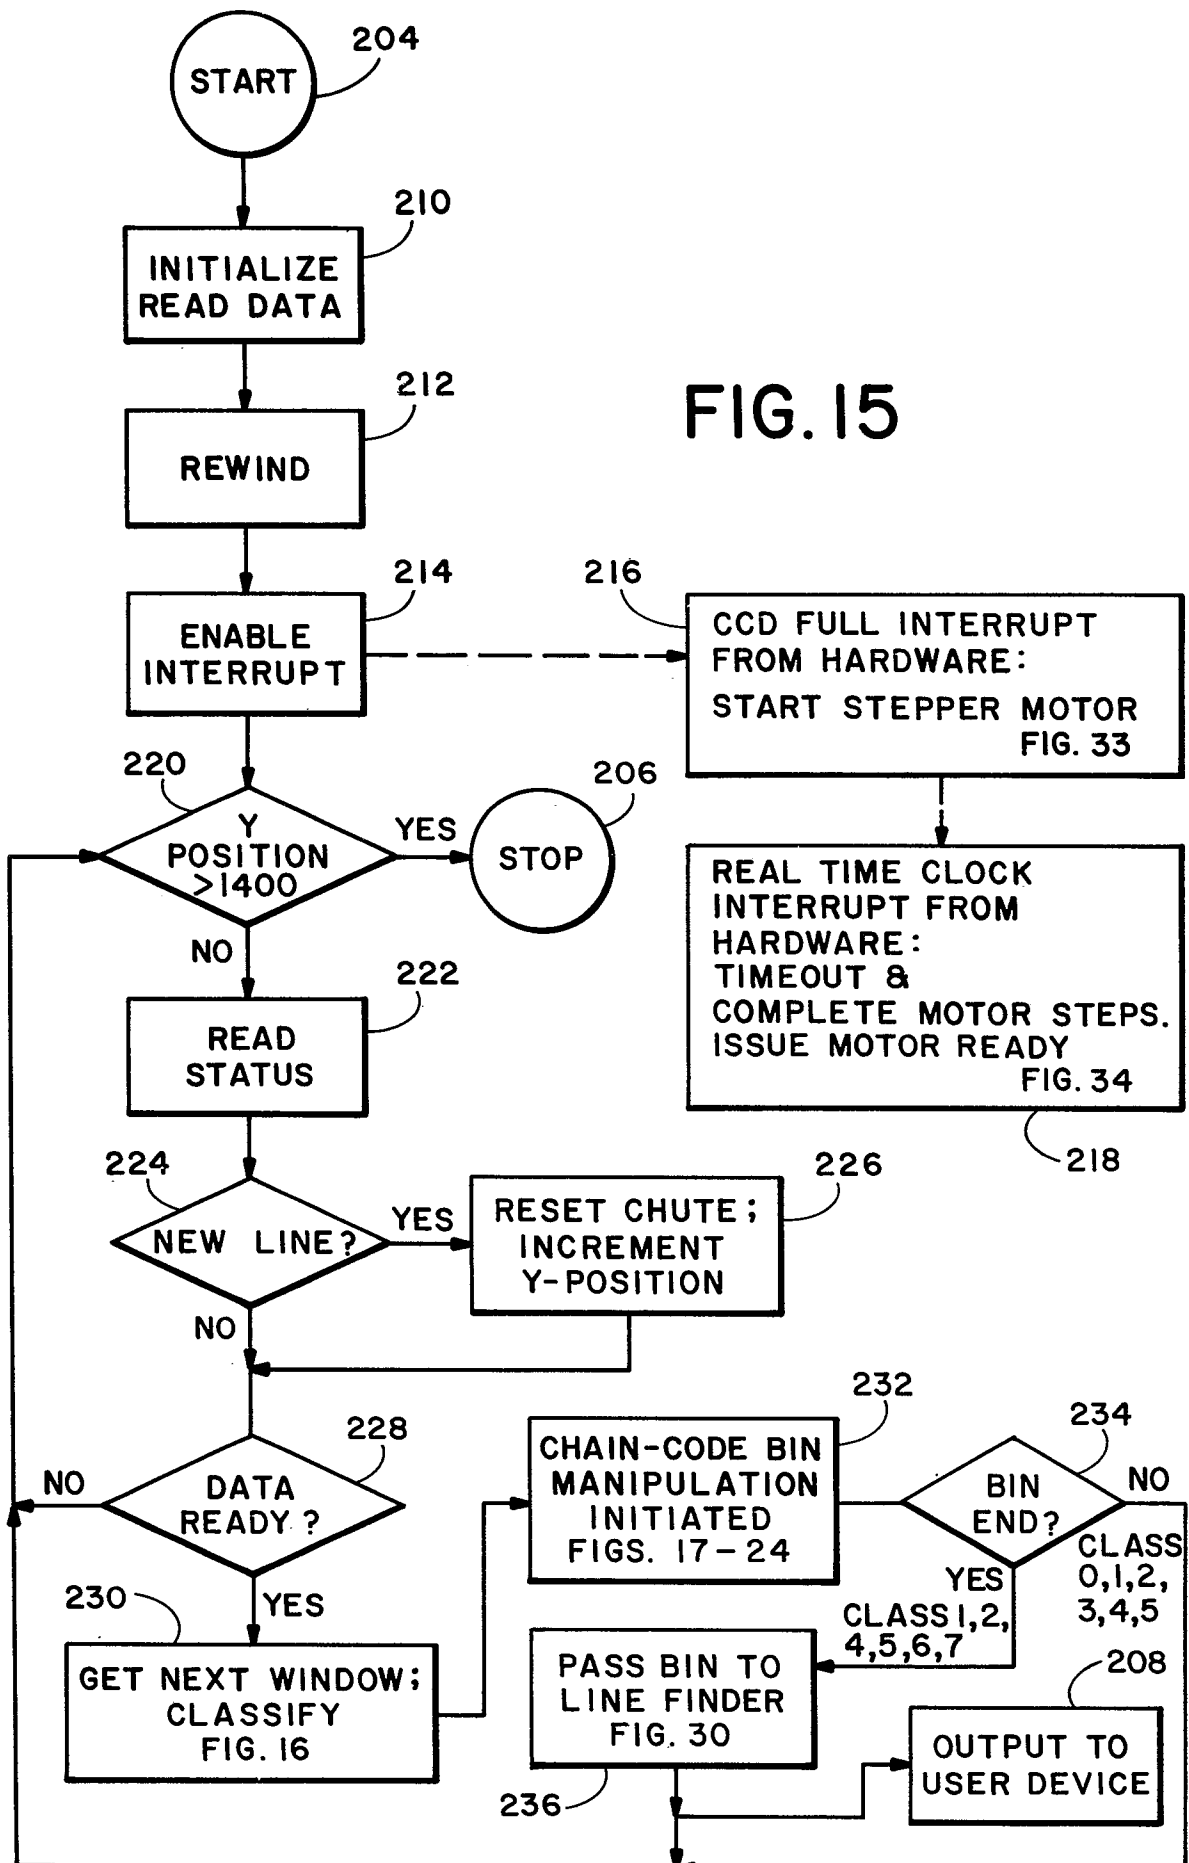 START
204
210
INITIALIZE
READ DATA
212
REWIND
FIG. 15
214
ENABLE
INTERRUPT
216
CCD FULL INTERRUPT
FROM HARDWARE:
START STEPPER MOTOR
FIG. 33
220
Y
POSITION
>1400
YES
206
STOP
NO
REAL TIME CLOCK
INTERRUPT FROM
HARDWARE:
TIMEOUT &
COMPLETE MOTOR STEPS.
ISSUE MOTOR READY
FIG. 34
218
222
READ
STATUS
224
NEW LINE?
YES
226
RESET CHUTE;
INCREMENT
Y-POSITION
NO
228
DATA
READY?
NO
YES
230
GET NEXT WINDOW;
CLASSIFY
FIG. 16
232
CHAIN-CODE BIN
MANIPULATION
INITIATED
FIGS. 17-24
234
BIN
END?
NO
CLASS
0,1,2,
3,4,5
YES
CLASS 1,2,
4,5,6,7
PASS BIN TO
LINE FINDER
FIG. 30
236
208
OUTPUT TO
USER DEVICE